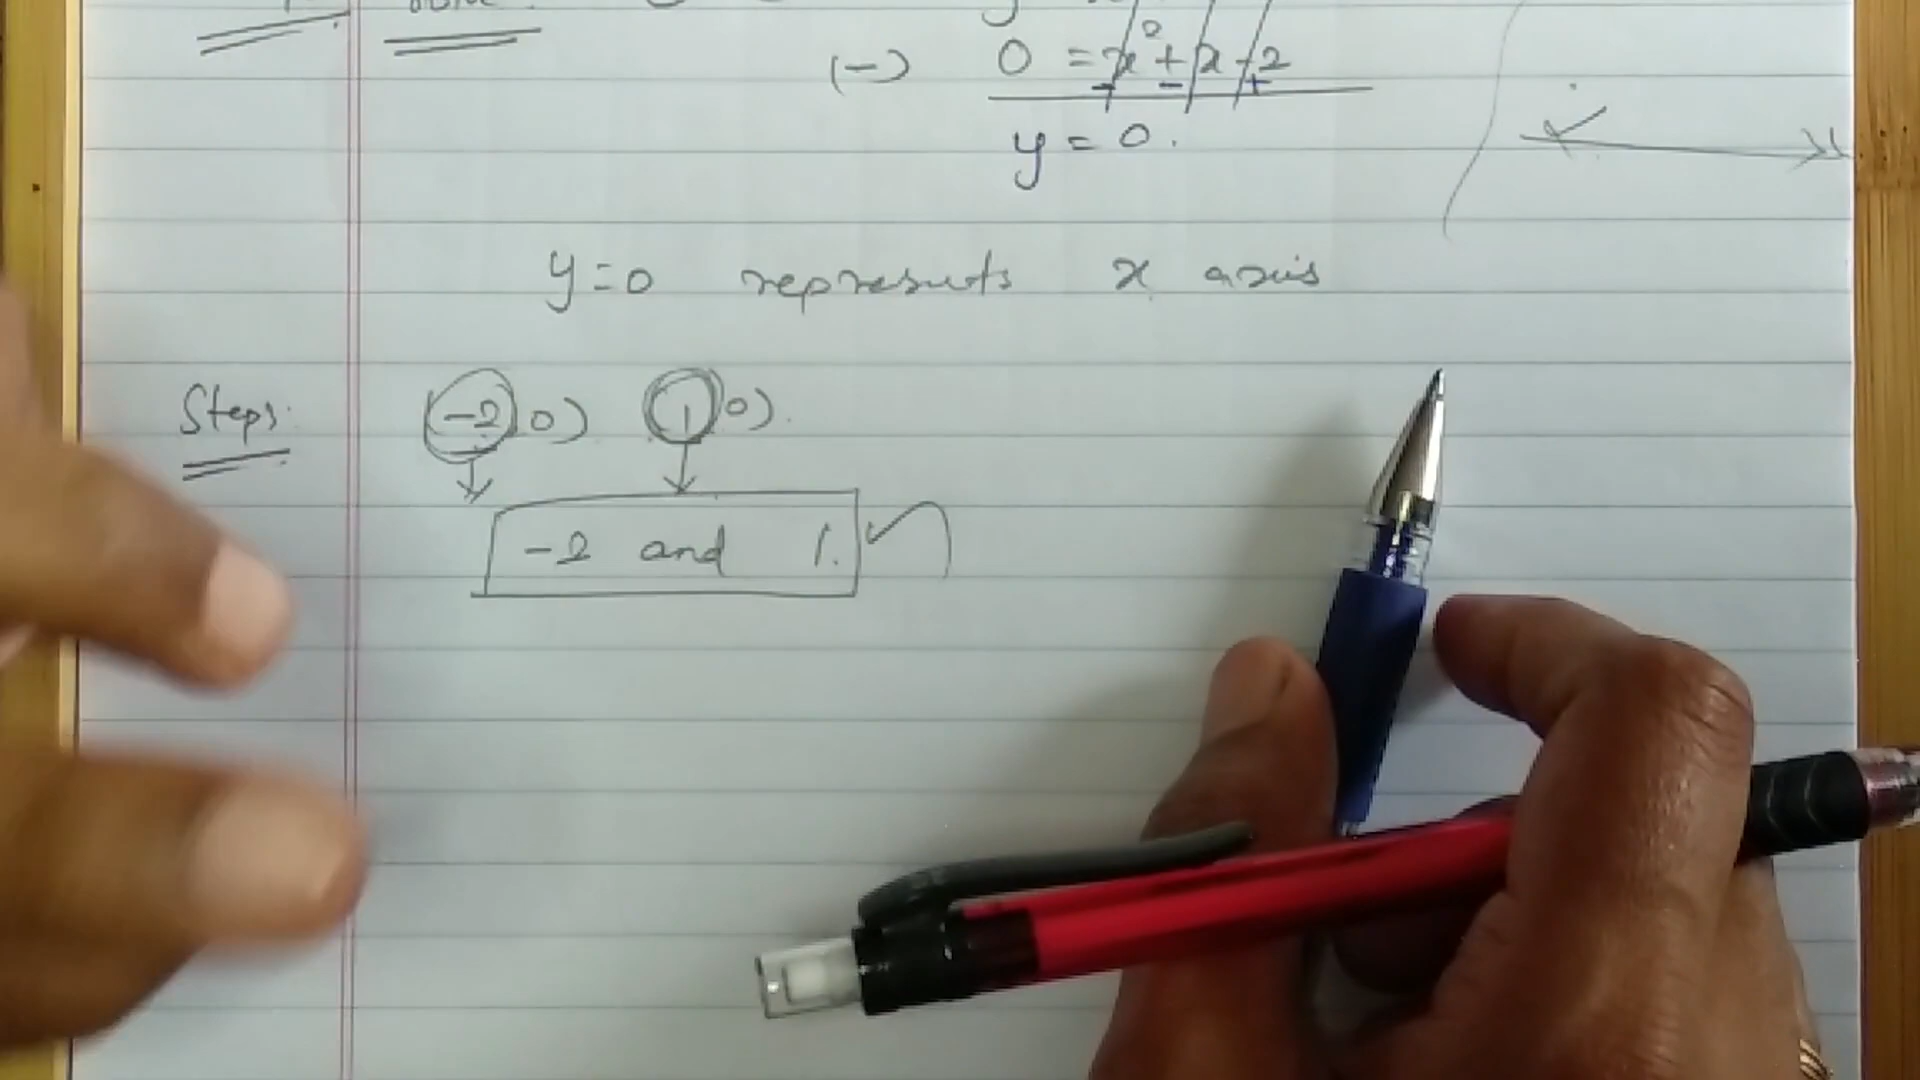 (-) 0 = x² + x - 2
- - +
y = 0.
y = 0 represents x axis
Steps: (-2, 0) (1, 0).
-2 and 1.